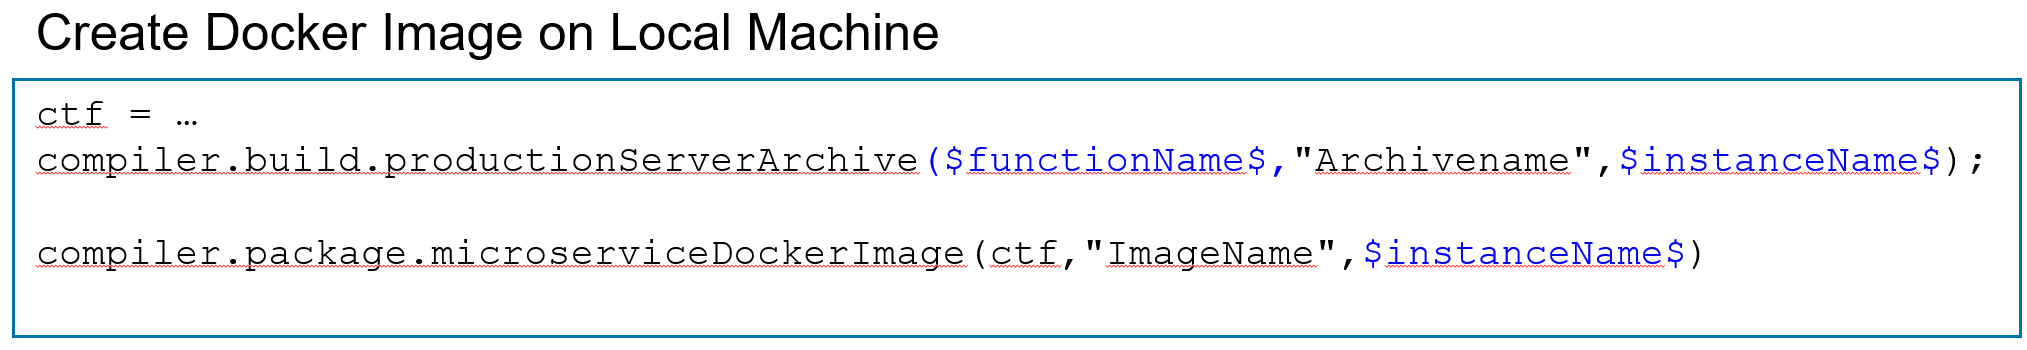 Create Docker Image on Local Machine
ctf = …
compiler.build.productionServerArchive($functionName$,"Archivename",$instanceName$);
compiler.package.microserviceDockerImage(ctf,"ImageName",$instanceName$)